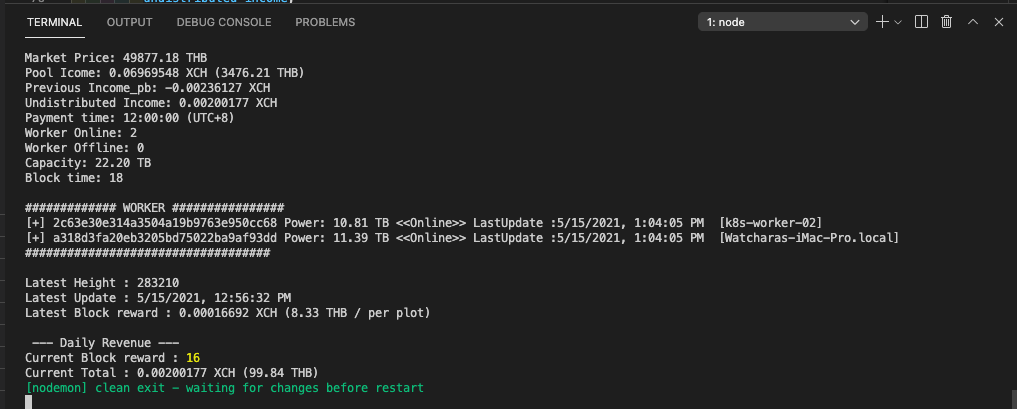 undistributed_income,
TERMINAL OUTPUT DEBUG CONSOLE PROBLEMS 1: node
Market Price: 49877.18 THB
Pool Icome: 0.06969548 XCH (3476.21 THB)
Previous Income_pb: -0.00236127 XCH
Undistributed Income: 0.00200177 XCH
Payment time: 12:00:00 (UTC+8)
Worker Online: 2
Worker Offline: 0
Capacity: 22.20 TB
Block time: 18
############# WORKER ################
[+] 2c63e30e314a3504a19b9763e950cc68 Power: 10.81 TB <<Online>> LastUpdate :5/15/2021, 1:04:05 PM [k8s-worker-02]
[+] a318d3fa20eb3205bd75022ba9af93dd Power: 11.39 TB <<Online>> LastUpdate :5/15/2021, 1:04:05 PM [Watcharas-iMac-Pro.local]
###################################
Latest Height : 283210
Latest Update : 5/15/2021, 12:56:32 PM
Latest Block reward : 0.00016692 XCH (8.33 THB / per plot)
--- Daily Revenue ---
Current Block reward : 16
Current Total : 0.00200177 XCH (99.84 THB)
[nodemon] clean exit - waiting for changes before restart